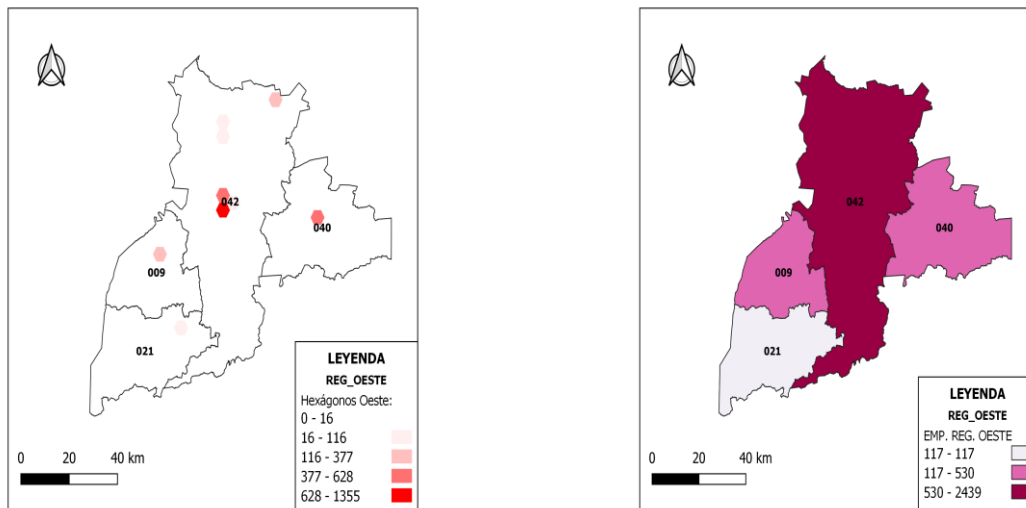 042
040
009
021
LEYENDA
REG_OESTE
Hexágonos Oeste:
0 - 16
16 - 116
116 - 377
377 - 628
628 - 1355
0 20 40 km
042
040
009
021
LEYENDA
REG_OESTE
EMP. REG. OESTE
117 - 117
117 - 530
530 - 2439
0 20 40 km